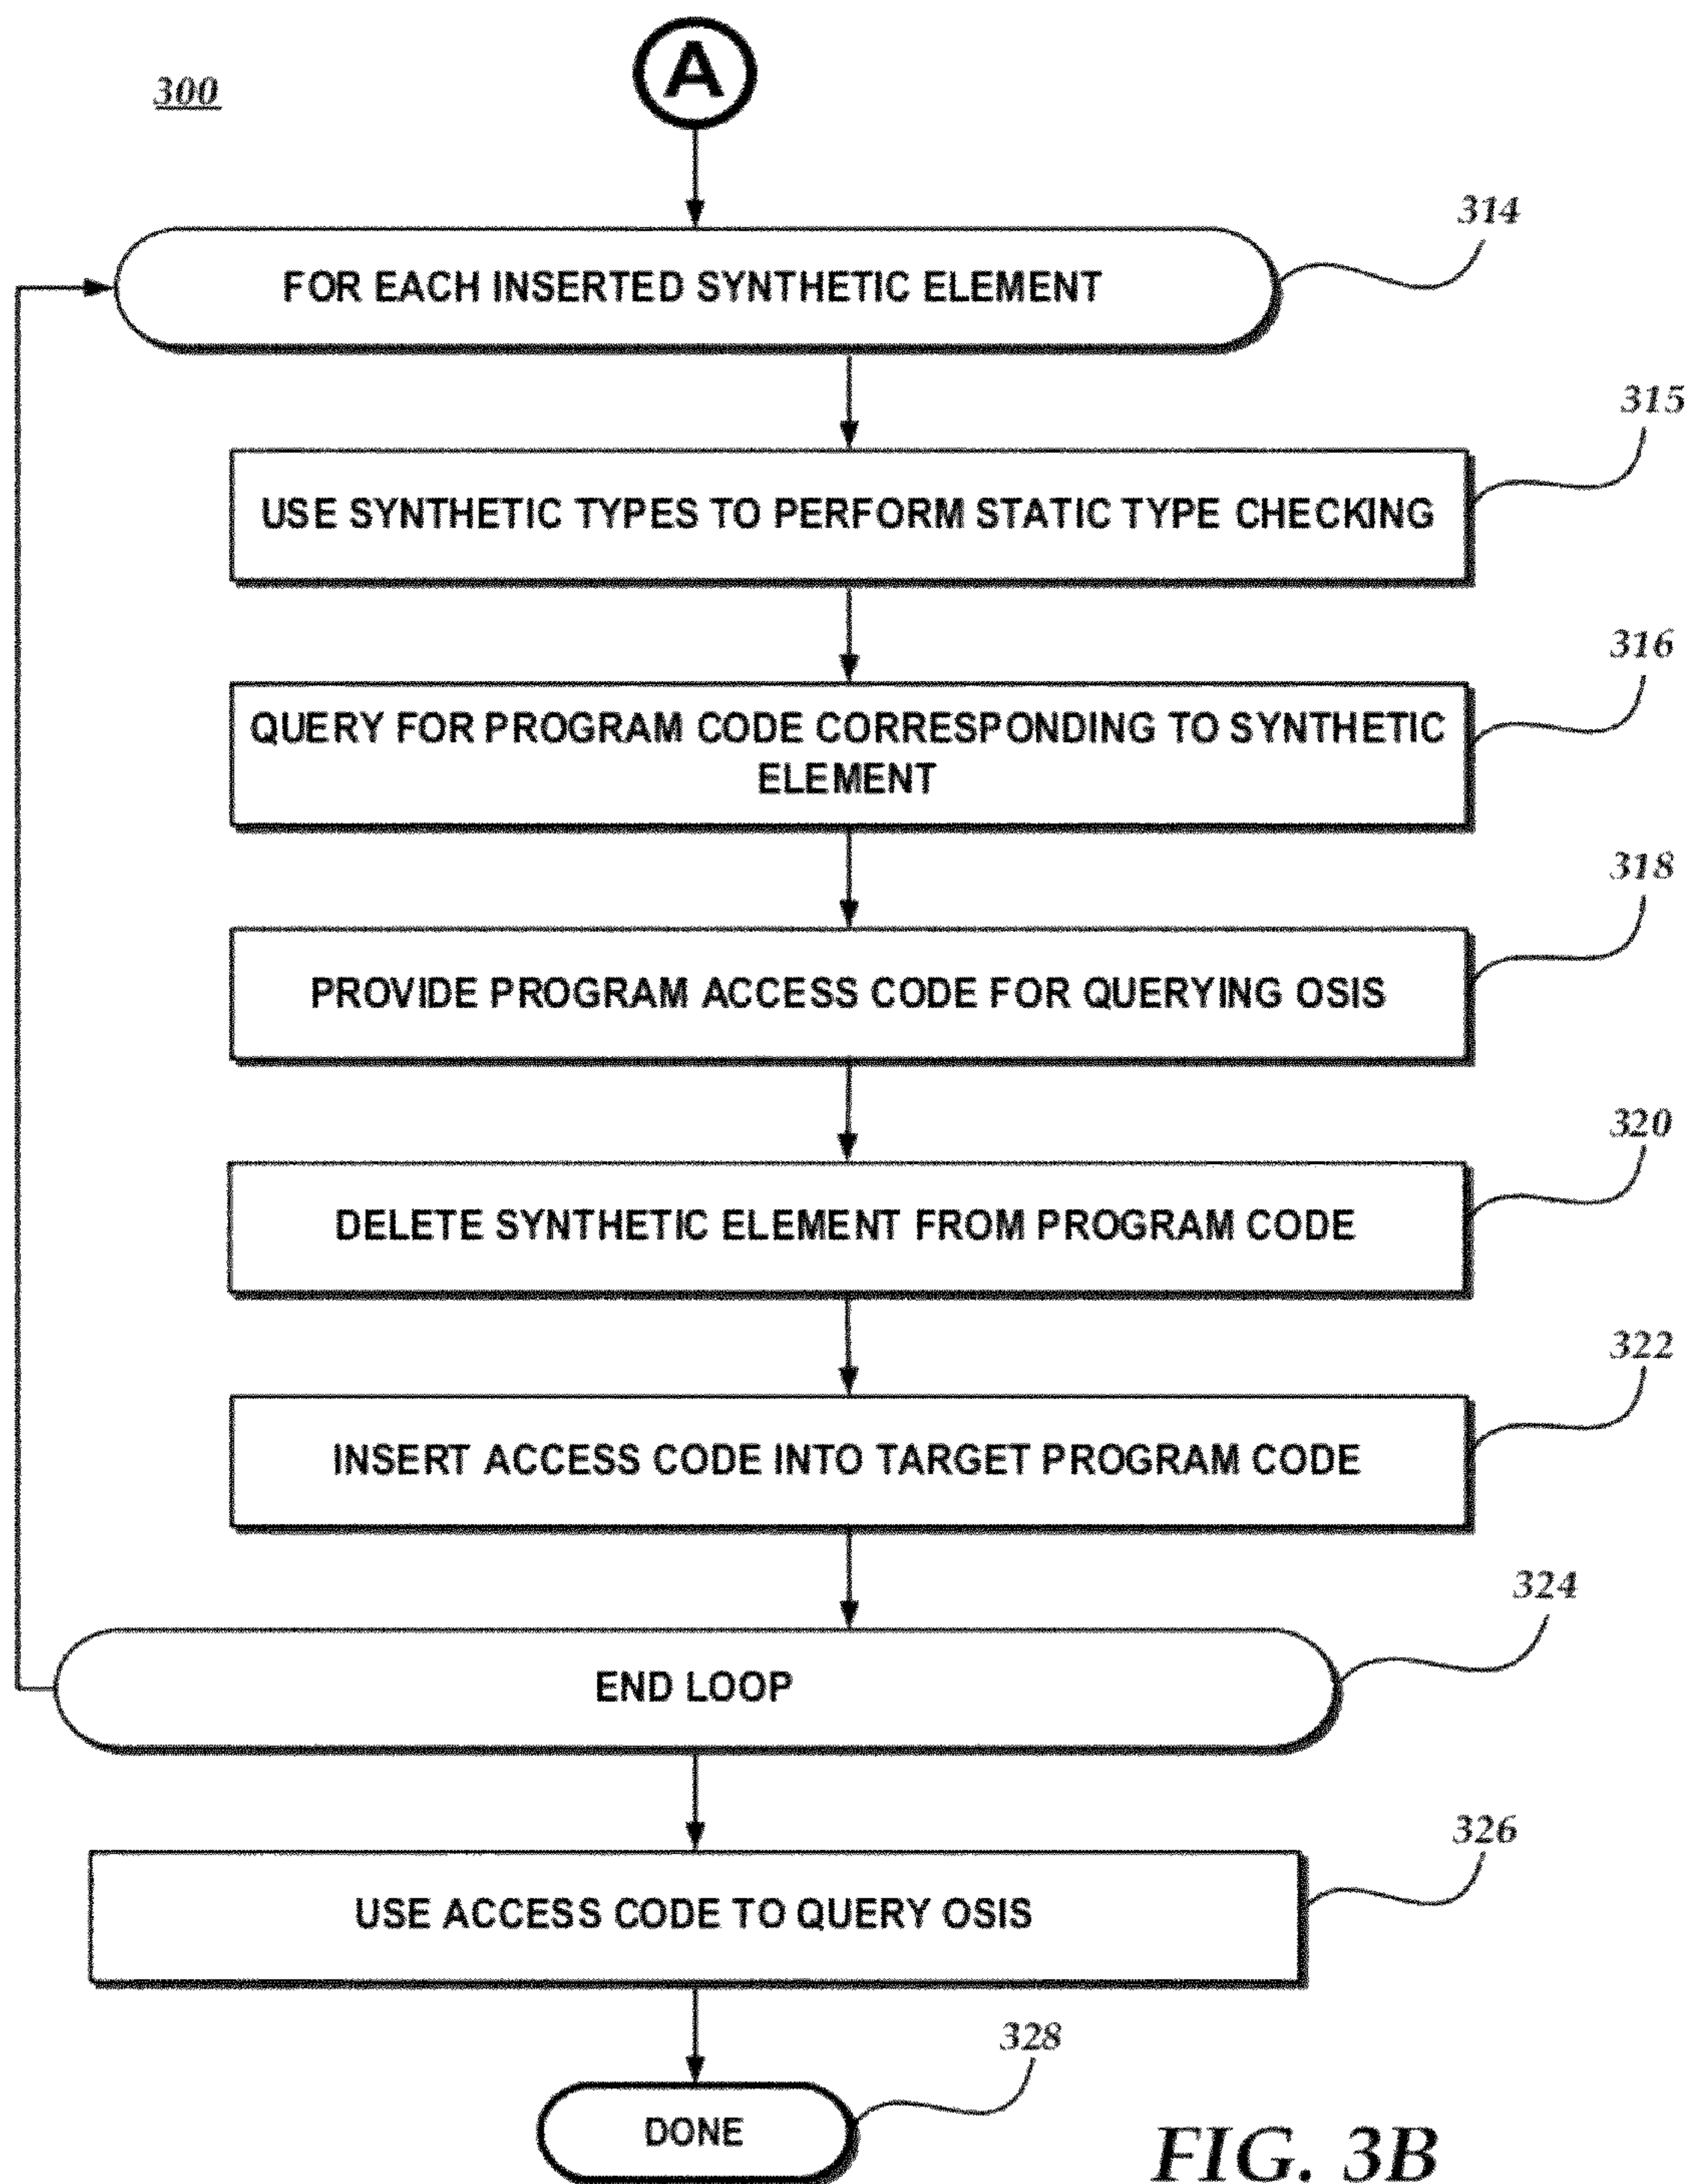 A
300
314
FOR EACH INSERTED SYNTHETIC ELEMENT
315
USE SYNTHETIC TYPES TO PERFORM STATIC TYPE CHECKING
316
QUERY FOR PROGRAM CODE CORRESPONDING TO SYNTHETIC
ELEMENT
318
PROVIDE PROGRAM ACCESS CODE FOR QUERYING OSIS
320
DELETE SYNTHETIC ELEMENT FROM PROGRAM CODE
322
INSERT ACCESS CODE INTO TARGET PROGRAM CODE
324
END LOOP
326
USE ACCESS CODE TO QUERY OSIS
328
DONE
FIG. 3B